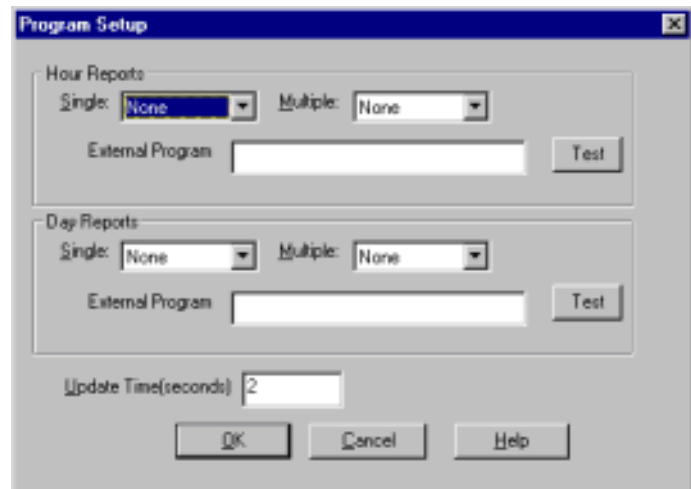 Program Setup
Hour Reports
Single: None Multiple: None
External Program Test
Day Reports
Single: None Multiple: None
External Program Test
Update Time(seconds) 2
OK Cancel Help